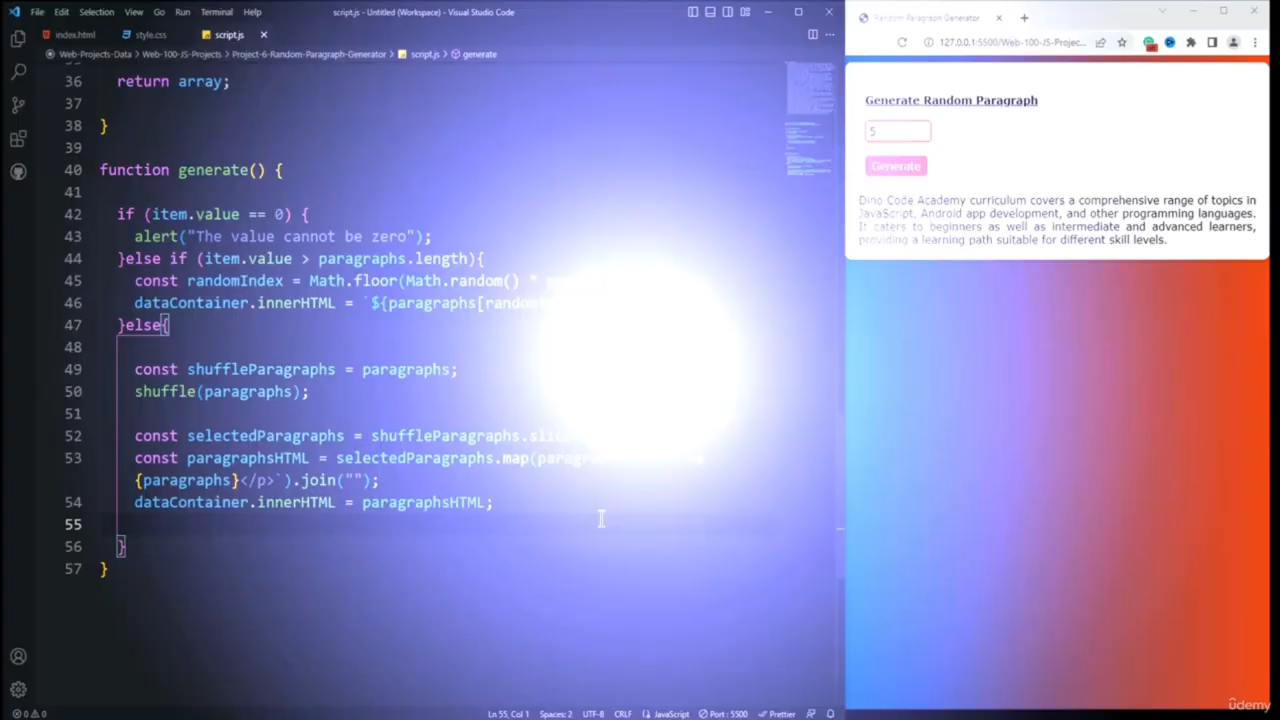 File Edit Selection View Go Run Terminal Help script.js - Untitled (Workspace) - Visual Studio Code
index.html style.css script.js
Web-Projects-Data > Web-100-JS-Projects > Project-6-Random-Paragraph-Generator > script.js > generate
36 return array;
37
38 }
39
40 function generate() {
41
42 if (item.value == 0) {
43 alert("The value cannot be zero");
44 }else if (item.value > paragraphs.length){
45 const randomIndex = Math.floor(Math.random() *
46 dataContainer.innerHTML = `${paragraphs[
47 }else{
48
49 const shuffleParagraphs = paragraphs;
50 shuffle(paragraphs);
51
52 const selectedParagraphs = shuffleParagraphs.
53 const paragraphsHTML = selectedParagraphs.map(
{paragraphs}</p>`).join("");
54 dataContainer.innerHTML = paragraphsHTML;
55
56 }
57 }
0 0
Ln 55, Col 1 Spaces: 2 UTF-8 CRLF JavaScript Port : 5500 Prettier
Random Paragraph Generator
127.0.0.1:5500/Web-100-JS-Projec...
Generate Random Paragraph
5
Generate
Dino Code Academy curriculum covers a comprehensive range of topics in
JavaScript, Android app development, and other programming languages.
It caters to beginners as well as intermediate and advanced learners,
providing a learning path suitable for different skill levels.
ûdemy